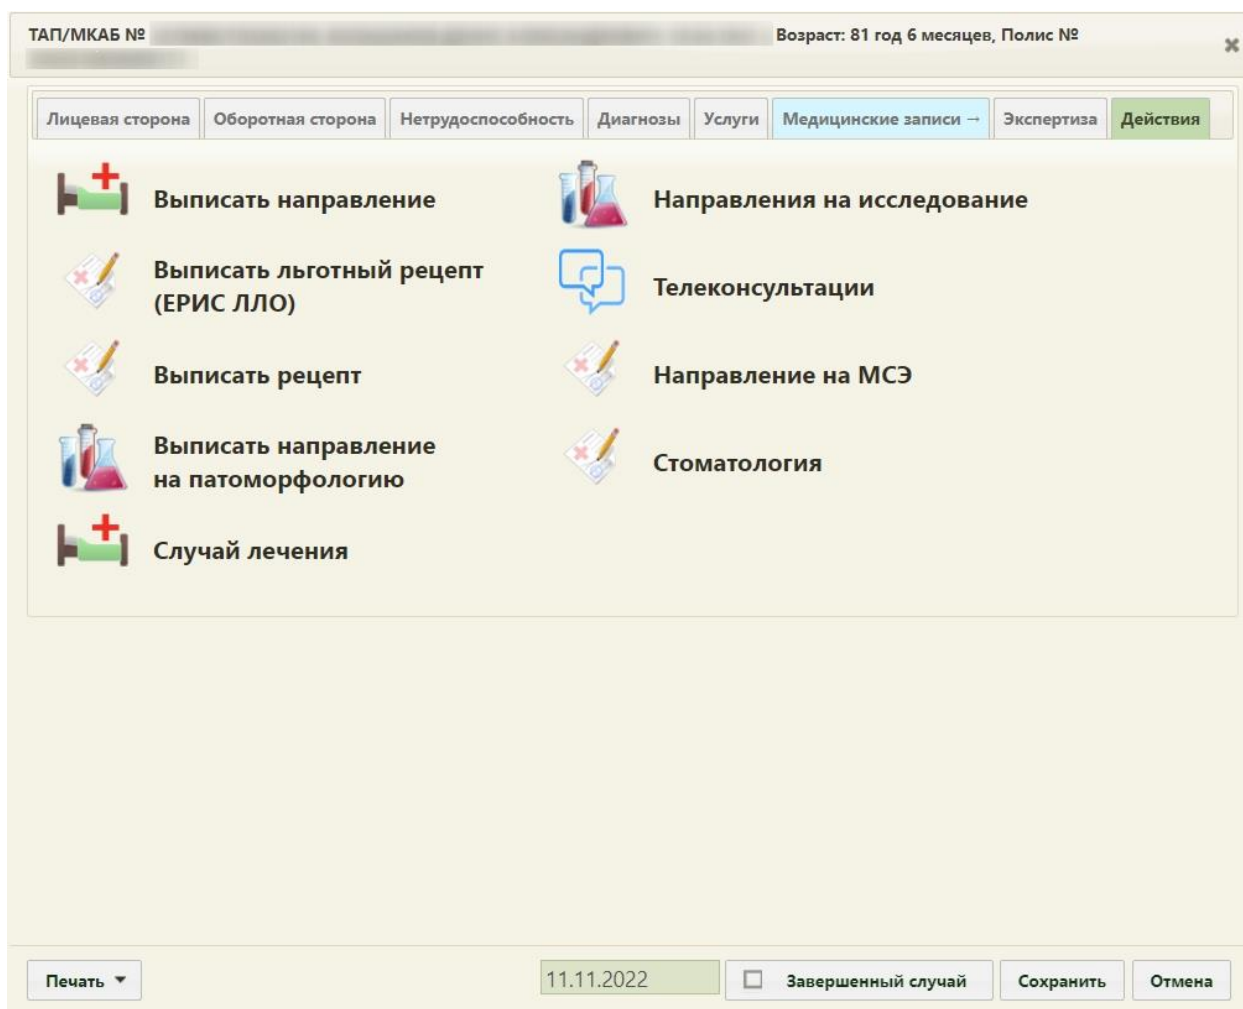 ТАП/МКАБ № Возраст: 81 год 6 месяцев, Полис №
Лицевая сторона Оборотная сторона Нетрудоспособность Диагнозы Услуги Медицинские записи → Экспертиза Действия
Выписать направление
Направления на исследование
Выписать льготный рецепт
(ЕРИС ЛЛО)
Телеконсультации
Выписать рецепт
Направление на МСЭ
Выписать направление
на патоморфологию
Стоматология
Случай лечения
Печать 11.11.2022 Завершенный случай Сохранить Отмена